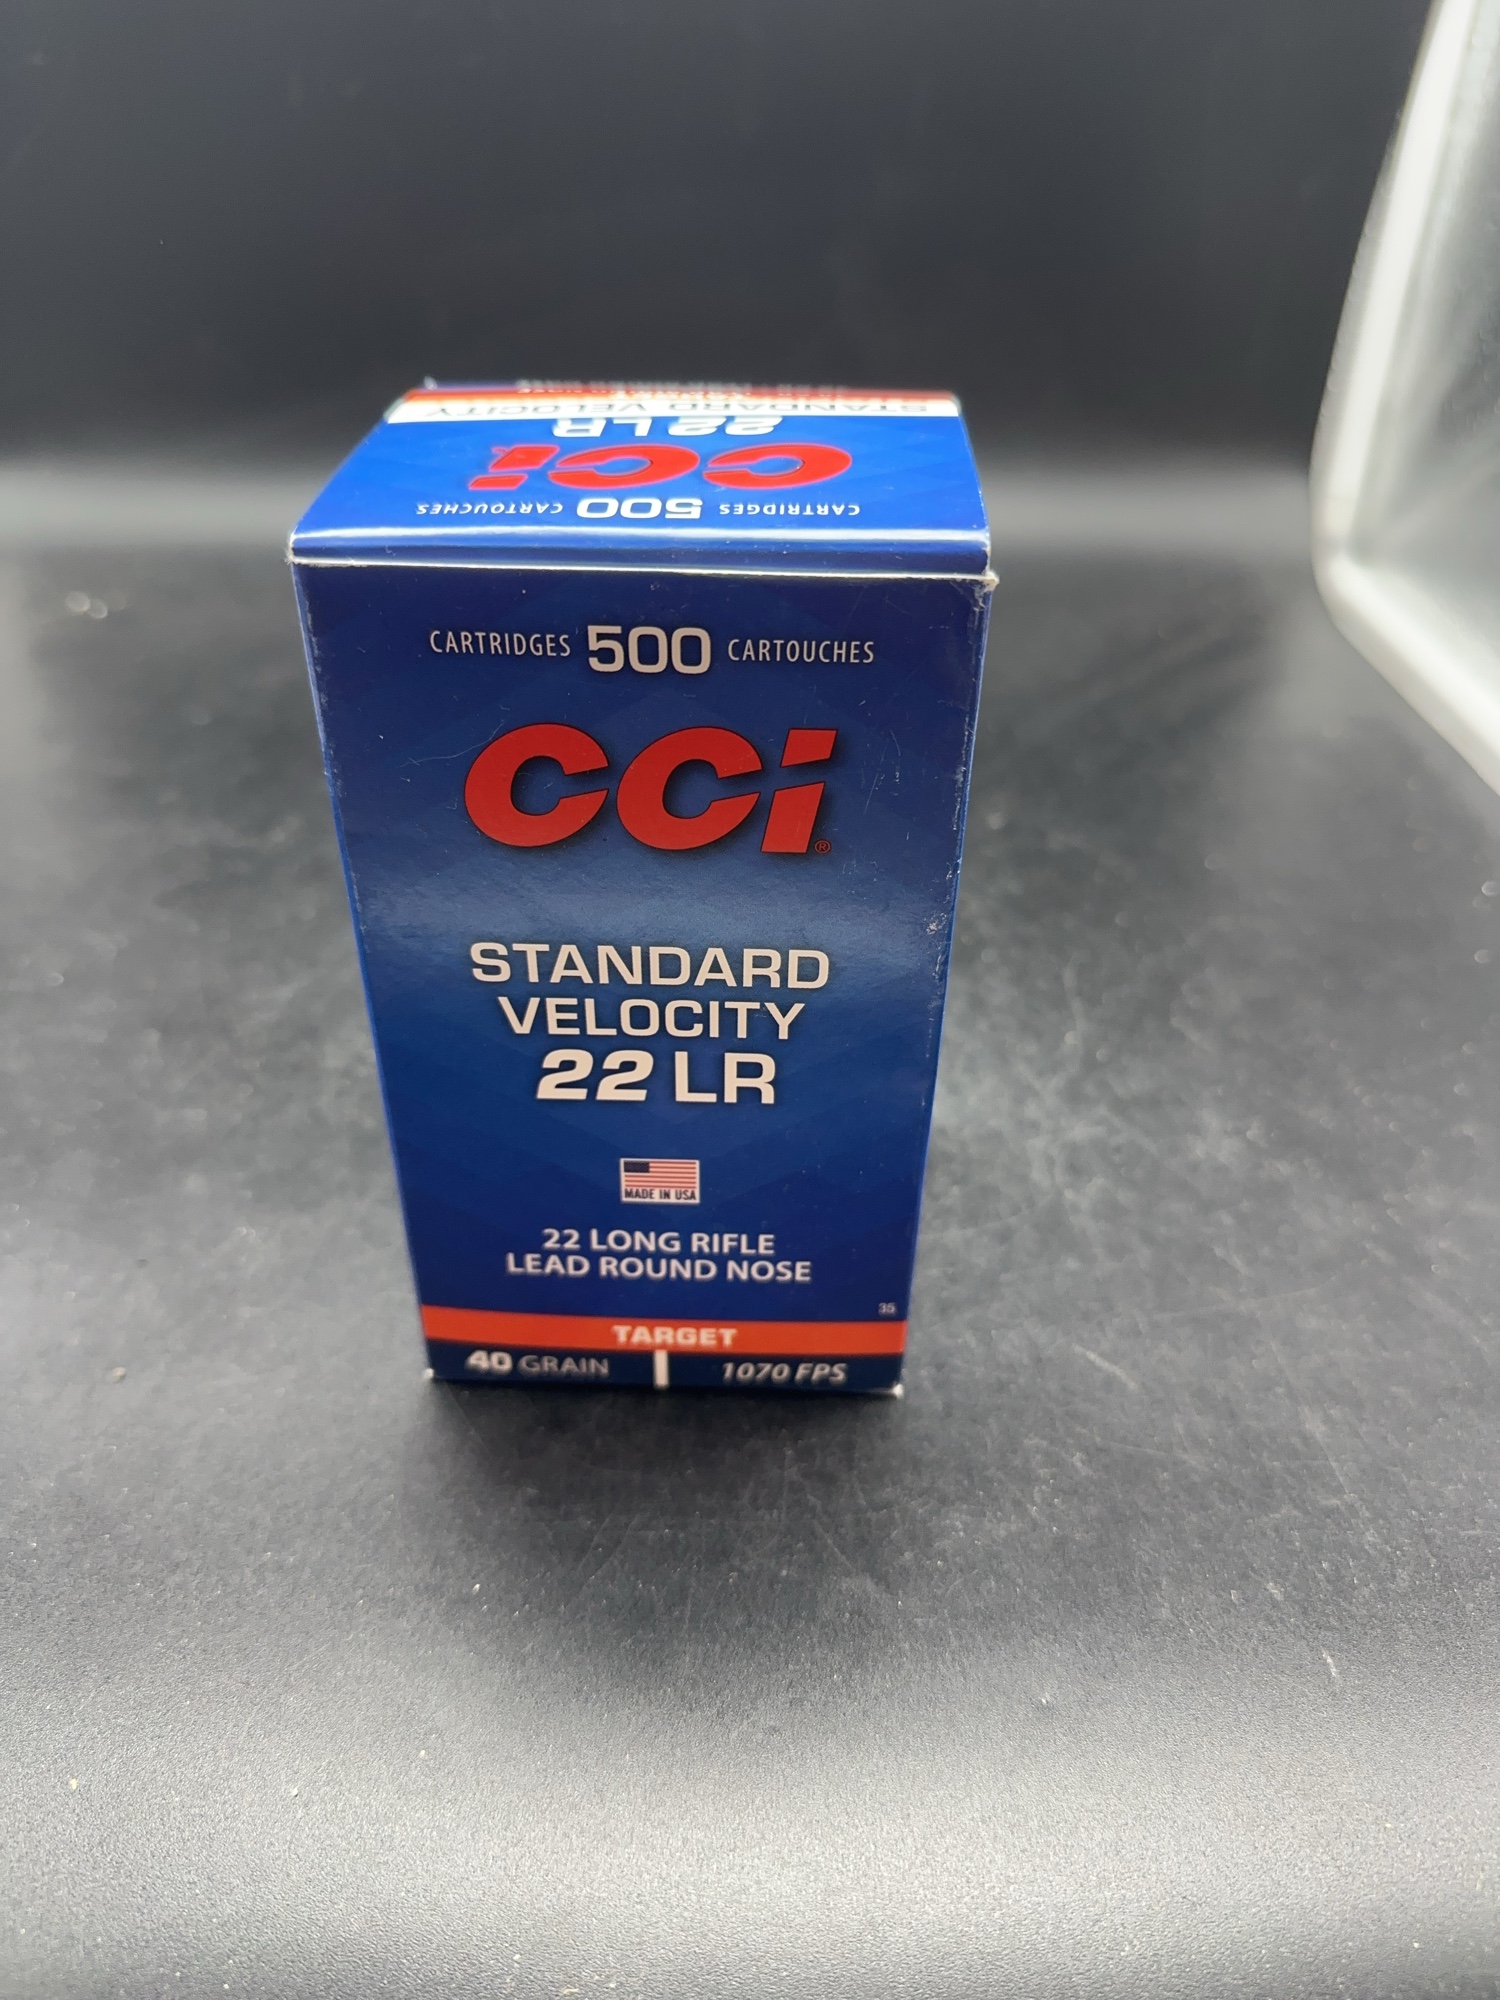 STANDARD VELOCITY
22 LR
CCi
CARTRIDGES 500 CARTOUCHES
CARTRIDGES 500 CARTOUCHES
CCi®
STANDARD
VELOCITY
22 LR
MADE IN USA
22 LONG RIFLE
LEAD ROUND NOSE
35
TARGET
40 GRAIN 1070 FPS